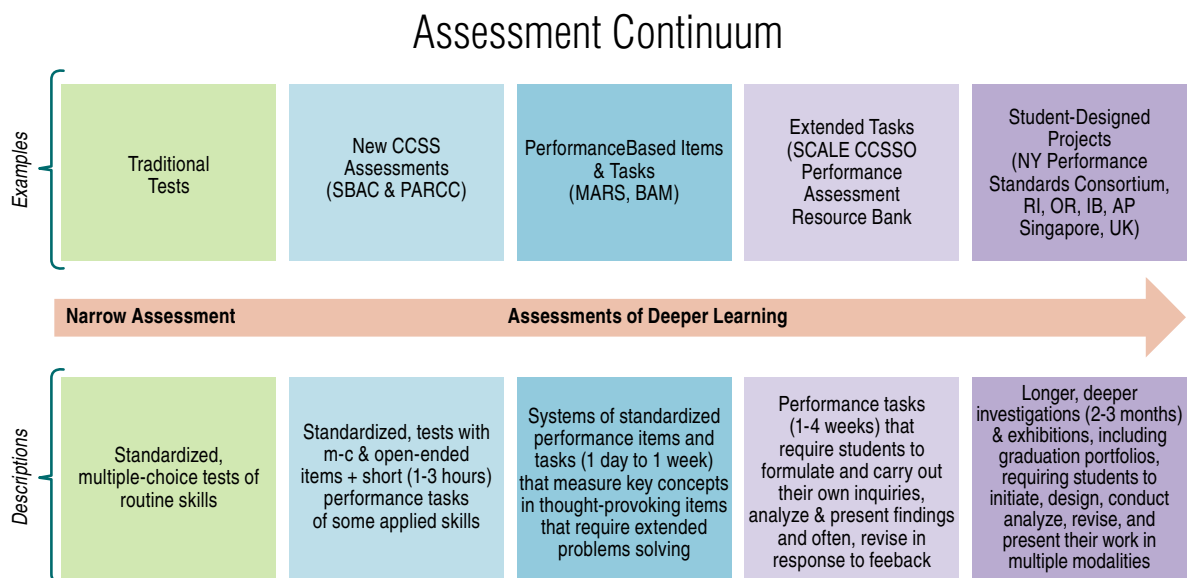 Assessment Continuum
Examples
Traditional
Tests
New CCSS
Assessments
(SBAC & PARCC)
PerformanceBased Items
& Tasks
(MARS, BAM)
Extended Tasks
(SCALE CCSSO
Performance
Assessment
Resource Bank
Student-Designed
Projects
(NY Performance
Standards Consortium,
RI, OR, IB, AP
Singapore, UK)
Narrow Assessment
Assessments of Deeper Learning
Descriptions
Standardized,
multiple-choice tests of
routine skills
Standardized, tests with
m-c & open-ended
items + short (1-3 hours)
performance tasks
of some applied skills
Systems of standardized
performance items and
tasks (1 day to 1 week)
that measure key concepts
in thought-provoking items
that require extended
problems solving
Performance tasks
(1-4 weeks) that
require students to
formulate and carry out
their own inquiries,
analyze & present findings
and often, revise in
response to feeback
Longer, deeper
investigations (2-3 months)
& exhibitions, including
graduation portfolios,
requiring students to
initiate, design, conduct
analyze, revise, and
present their work in
multiple modalities